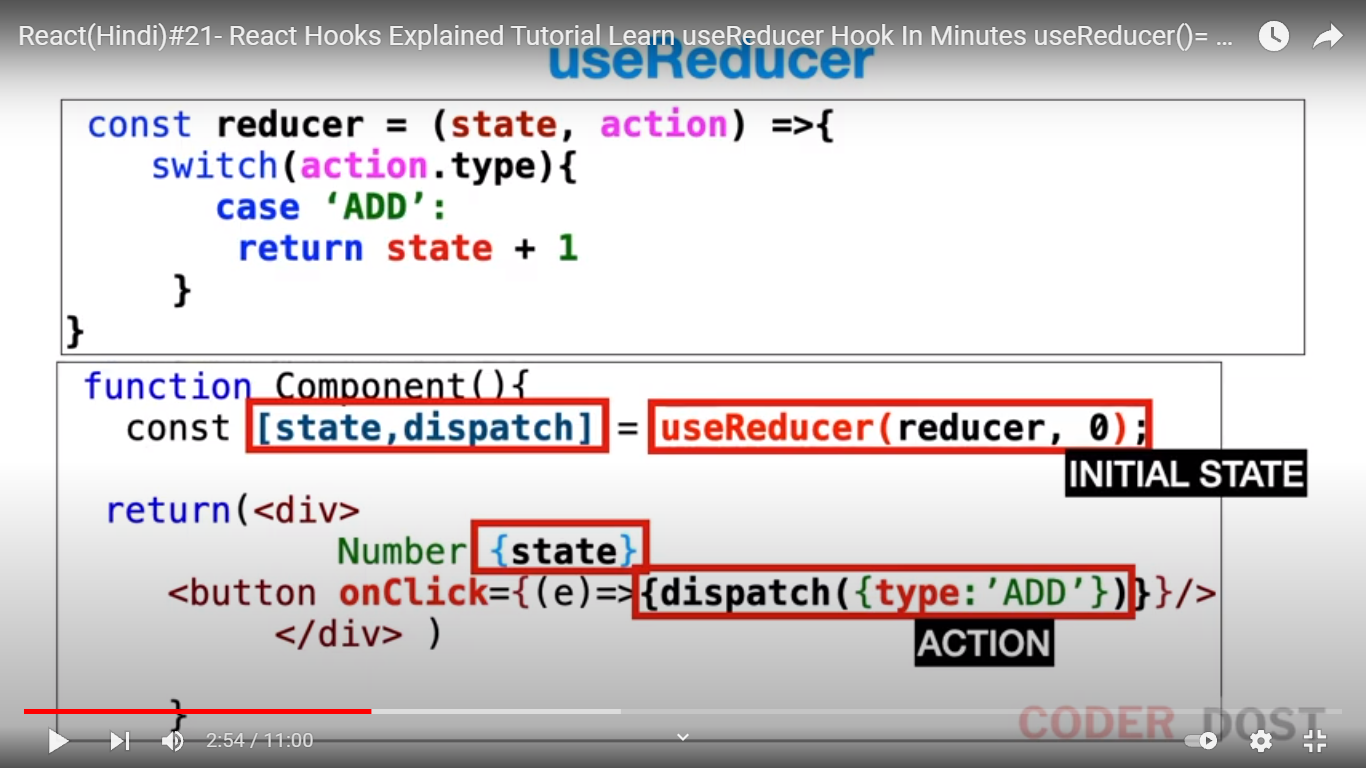 React(Hindi)#21- React Hooks Explained Tutorial Learn useReducer Hook In Minutes useReducer()= ...
useReducer
const reducer = (state, action) =>{
switch(action.type){
case ‘ADD’:
return state + 1
}
}
function Component(){
const [state,dispatch] = useReducer(reducer, 0);
INITIAL STATE
return(<div>
Number {state}
<button onClick={(e)=>{dispatch({type:’ADD’})}}/>
ACTION
</div> )
}
CODER DOST
2:54 / 11:00